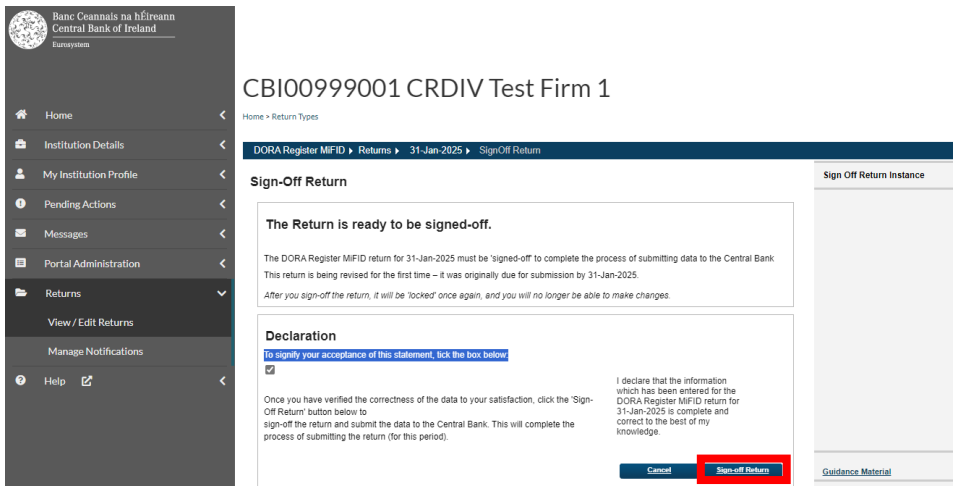 Banc Ceannais na hÉireann
Central Bank of Ireland
Eurosystem
Home
Institution Details
My Institution Profile
Pending Actions
Messages
Portal Administration
Returns
View / Edit Returns
Manage Notifications
Help
CBI00999001 CRDIV Test Firm 1
Home > Return Types
DORA Register MiFID Returns 31-Jan-2025 SignOff Return
Sign-Off Return
The Return is ready to be signed-off.
The DORA Register MiFID return for 31-Jan-2025 must be 'signed-off' to complete the process of submitting data to the Central Bank
This return is being revised for the first time – it was originally due for submission by 31-Jan-2025.
After you sign-off the return, it will be 'locked' once again, and you will no longer be able to make changes.
Declaration
To signify your acceptance of this statement, tick the box below:
Once you have verified the correctness of the data to your satisfaction, click the 'Sign-
Off Return' button below to
sign-off the return and submit the data to the Central Bank. This will complete the
process of submitting the return (for this period).
I declare that the information
which has been entered for the
DORA Register MiFID return for
31-Jan-2025 is complete and
correct to the best of my
knowledge.
Cancel
Sign-off Return
Sign Off Return Instance
Guidance Material